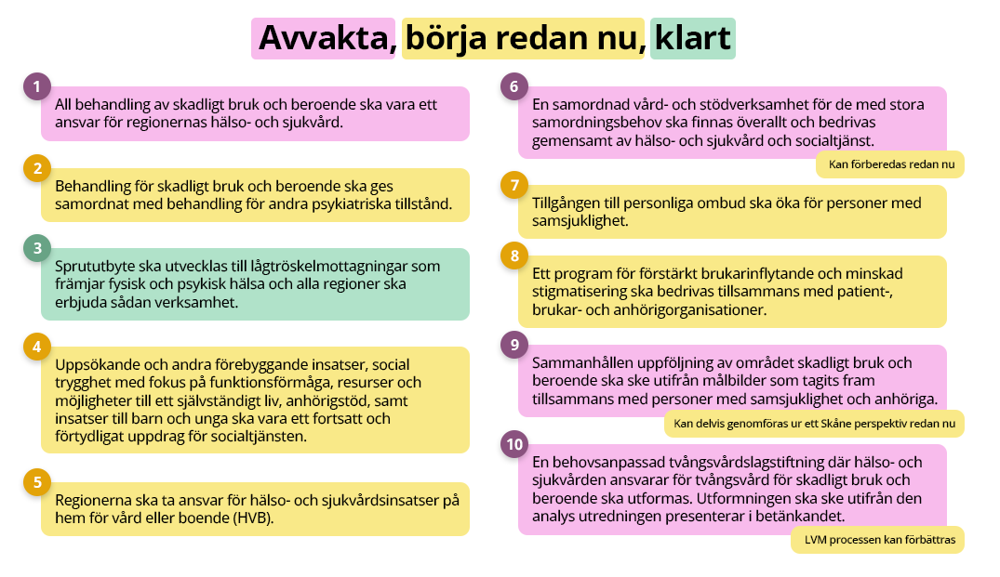 Avvakta, börja redan nu, klart
1
All behandling av skadligt bruk och beroende ska vara ett
ansvar för regionernas hälso- och sjukvård.
2
Behandling för skadligt bruk och beroende ska ges
samordnat med behandling för andra psykiatriska tillstånd.
3
Sprututbyte ska utvecklas till lågtröskelmottagningar som
främjar fysisk och psykisk hälsa och alla regioner ska
erbjuda sådan verksamhet.
4
Uppsökande och andra förebyggande insatser, social
trygghet med fokus på funktionsförmåga, resurser och
möjligheter till ett självständigt liv, anhörigstöd, samt
insatser till barn och unga ska vara ett fortsatt och
förtydligat uppdrag för socialtjänsten.
5
Regionerna ska ta ansvar för hälso- och sjukvårdsinsatser på
hem för vård eller boende (HVB).
6
En samordnad vård- och stödverksamhet för de med stora
samordningsbehov ska finnas överallt och bedrivas
gemensamt av hälso- och sjukvård och socialtjänst.
Kan förberedas redan nu
7
Tillgången till personliga ombud ska öka för personer med
samsjuklighet.
8
Ett program för förstärkt brukarinflytande och minskad
stigmatisering ska bedrivas tillsammans med patient-,
brukar- och anhörigorganisationer.
9
Sammanhållen uppföljning av området skadligt bruk och
beroende ska ske utifrån målbilder som tagits fram
tillsammans med personer med samsjuklighet och anhöriga.
Kan delvis genomföras ur ett Skåne perspektiv redan nu
10
En behovsanpassad tvångsvårdslagstiftning där hälso- och
sjukvården ansvarar för tvångsvård för skadligt bruk och
beroende ska utformas. Utformningen ska ske utifrån den
analys utredningen presenterar i betänkandet.
LVM processen kan förbättras